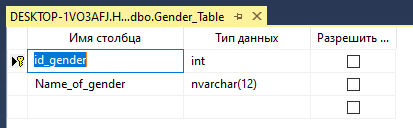 DESKTOP-1VO3AFJ.H...dbo.Gender_Table
Имя столбца Тип данных Разрешить ...
id_gender int
Name_of_gender nvarchar(12)